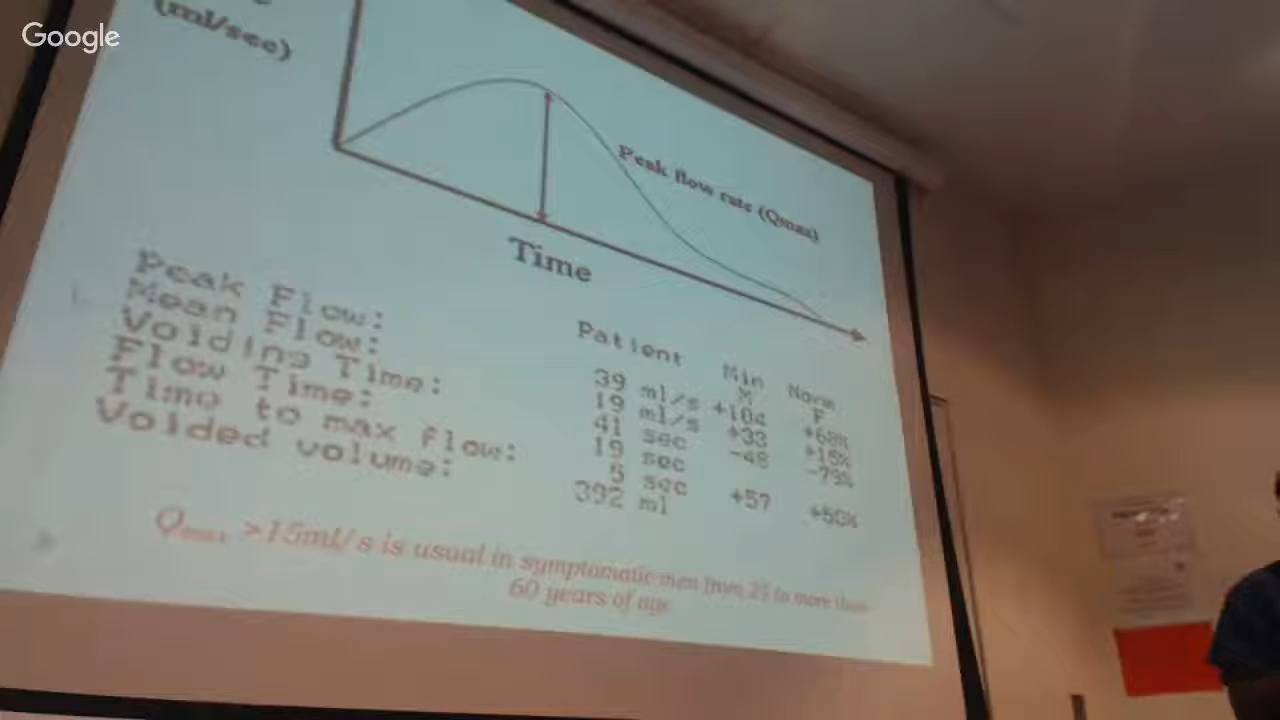 Google
(ml/sec)
Peak flow rate (Qmax)
Time
Patient Min Norm
M F
Peak Flow: 39 ml/s +104 +68%
Mean Flow: 19 ml/s +33 +16%
Voiding Time: 41 sec -48 -79%
Flow Time: 19 sec
Time to max flow: 5 sec
Voided volume: 392 ml +57 +50%
Qmax >15ml/s is usual in symptomatic men from 25 to more than
60 years of age